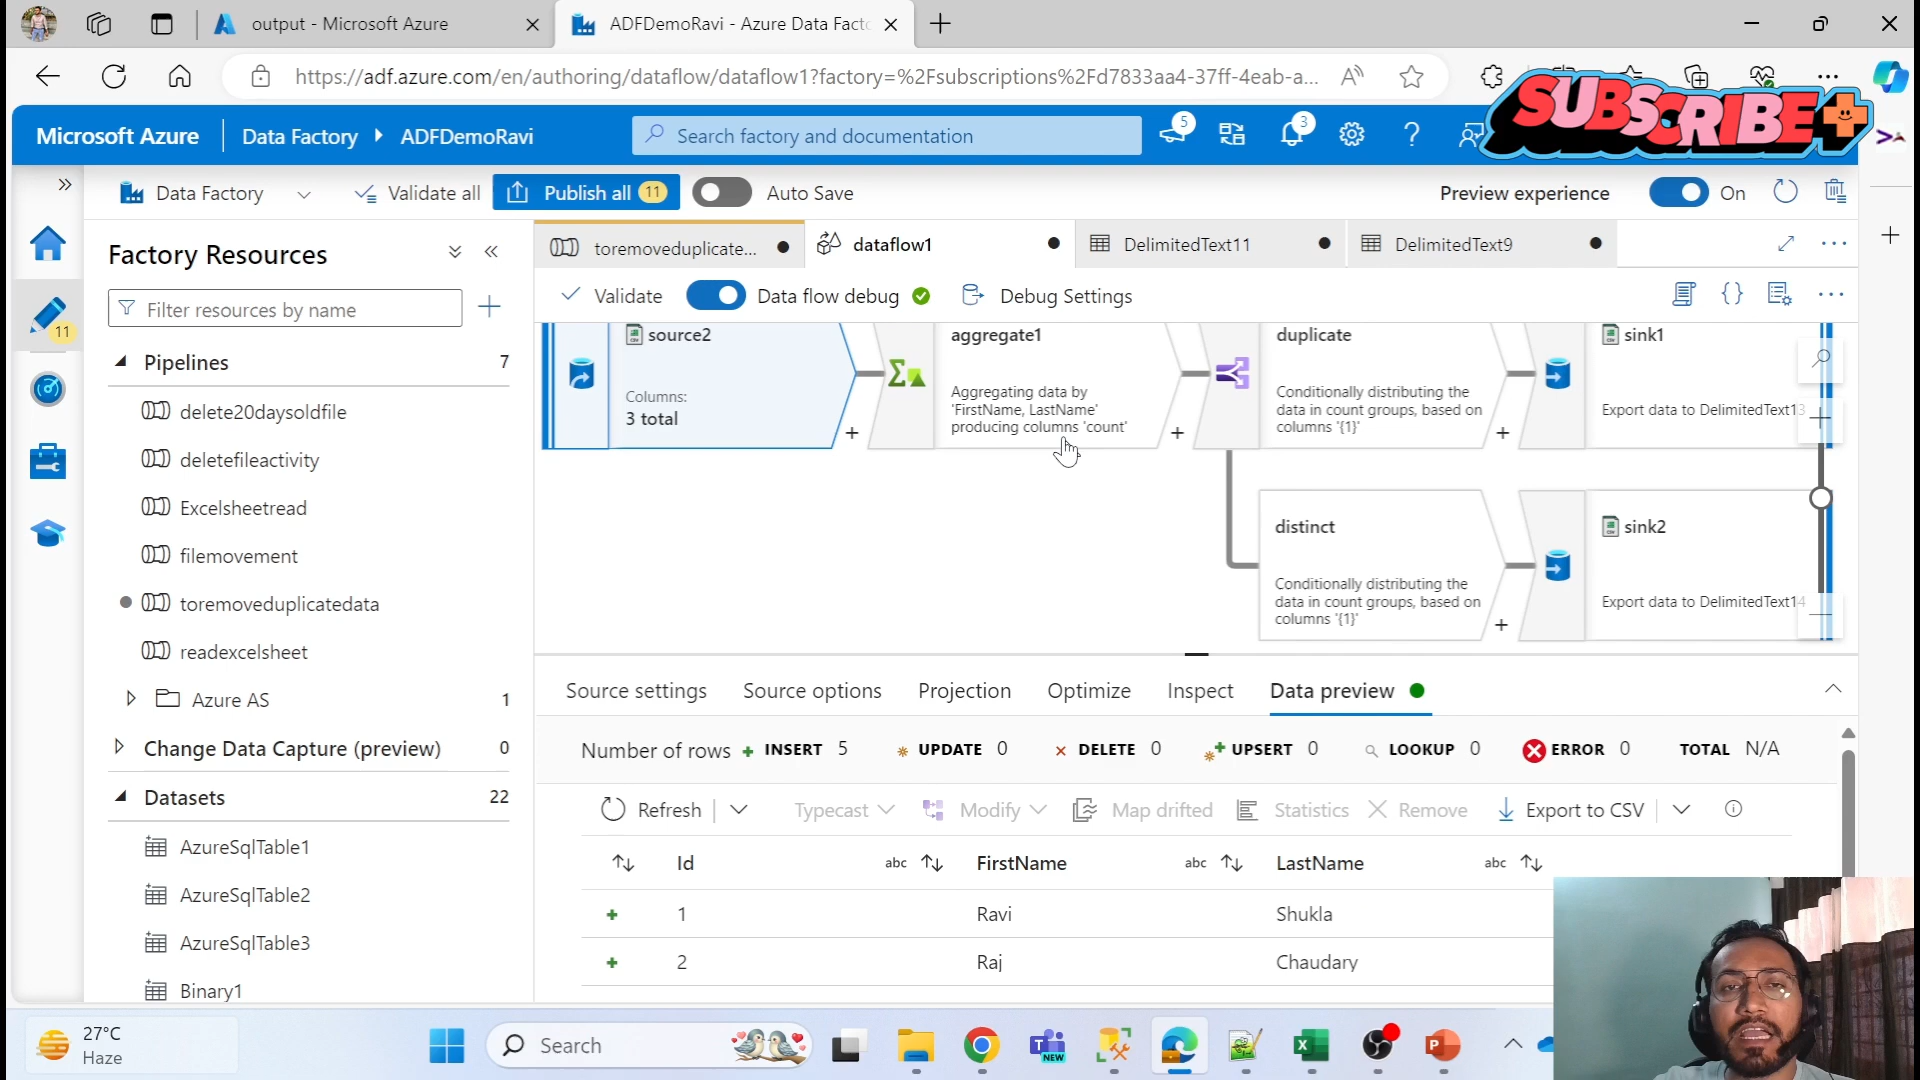 output - Microsoft Azure
ADFDemoRavi - Azure Data Facto
https://adf.azure.com/en/authoring/dataflow/dataflow1?factory=%2Fsubscriptions%2Fd7833aa4-37ff-4eab-a...
SUBSCRIBE
Microsoft Azure
Data Factory
ADFDemoRavi
Search factory and documentation
5
3
Data Factory
Validate all
Publish all
11
Auto Save
Preview experience
On
Factory Resources
toremoveduplicate...
dataflow1
DelimitedText11
DelimitedText9
Filter resources by name
Validate
Data flow debug
Debug Settings
11
Pipelines
7
delete20daysoldfile
deletefileactivity
Excelsheetread
filemovement
toremoveduplicatedata
readexcelsheet
Azure AS
1
Change Data Capture (preview)
0
Datasets
22
AzureSqlTable1
AzureSqlTable2
AzureSqlTable3
Binary1
source2
Columns:
3 total
aggregate1
Aggregating data by
'FirstName, LastName'
producing columns 'count'
duplicate
Conditionally distributing the
data in count groups, based on
columns '{1}'
sink1
Export data to DelimitedText13
distinct
Conditionally distributing the
data in count groups, based on
columns '{1}'
sink2
Export data to DelimitedText14
Source settings
Source options
Projection
Optimize
Inspect
Data preview
Number of rows
INSERT 5
UPDATE 0
DELETE 0
UPSERT 0
LOOKUP 0
ERROR 0
TOTAL N/A
Refresh
Typecast
Modify
Map drifted
Statistics
Remove
Export to CSV
Id
abc
FirstName
abc
LastName
abc
1
Ravi
Shukla
2
Raj
Chaudary
27°C
Haze
Search
NEW